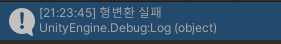 [21:23:45] 형변환 실패
UnityEngine.Debug:Log (object)